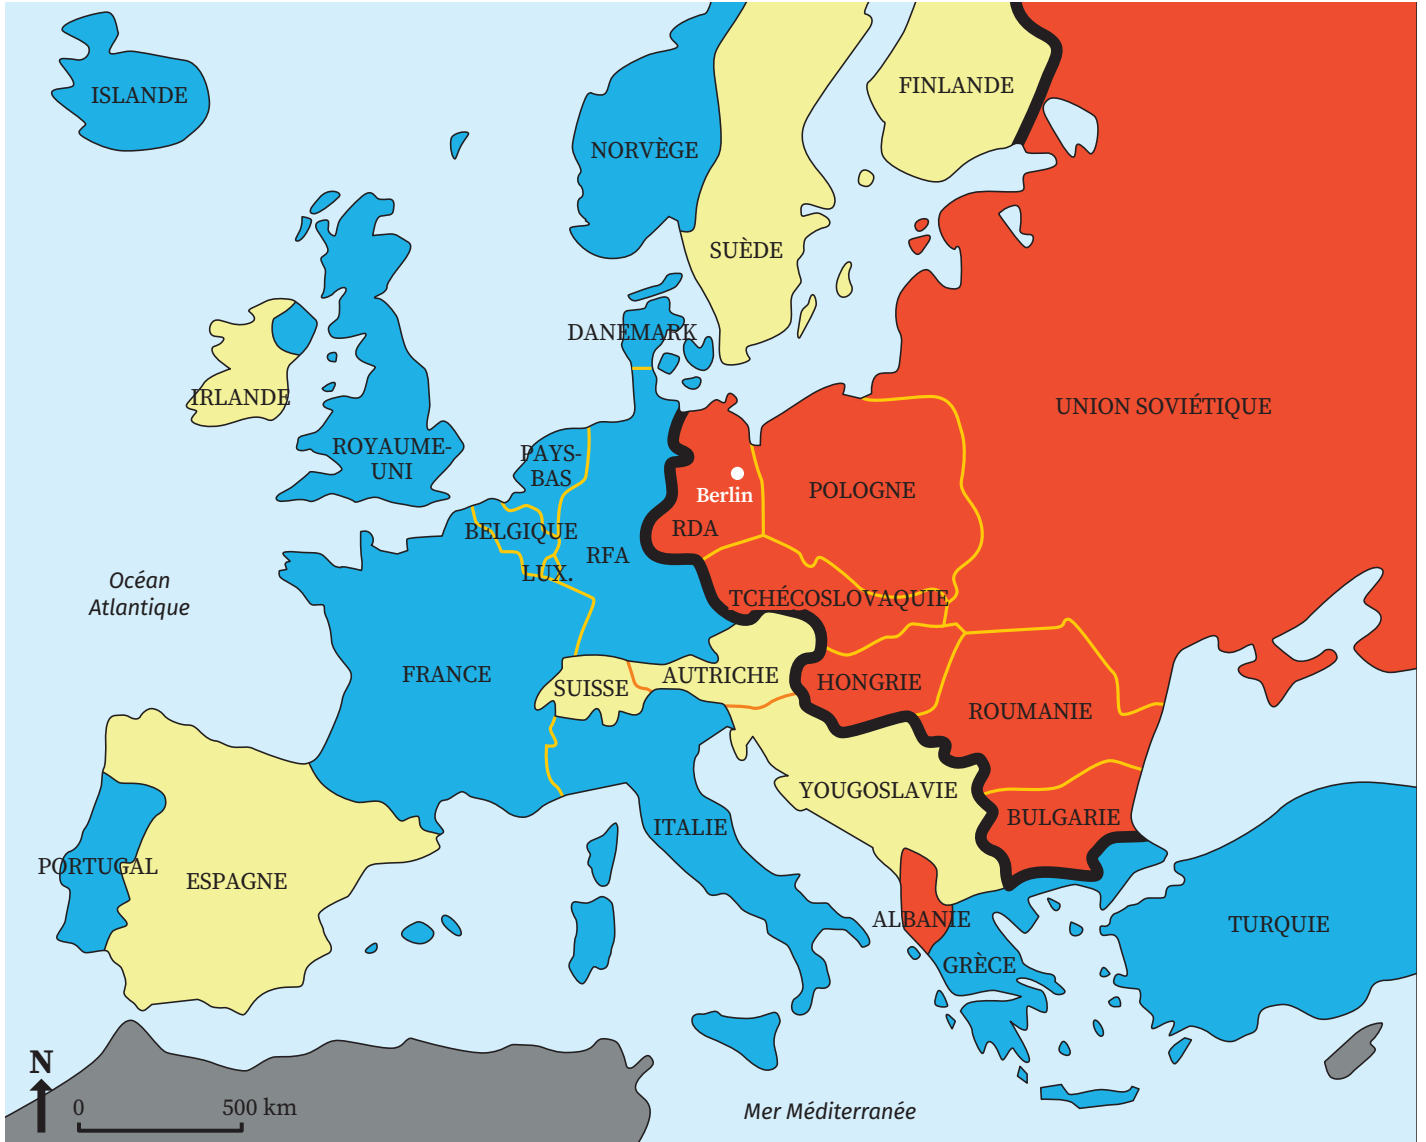 ISLANDE
FINLANDE
NORVÈGE
SUÈDE
DANEMARK
IRLANDE
ROYAUME-
UNI
PAYS-
BAS
UNION SOVIÉTIQUE
Berlin
POLOGNE
BELGIQUE
RDA
RFA
LUX.
Océan
Atlantique
TCHÉCOSLOVAQUIE
FRANCE
SUISSE
AUTRICHE
HONGRIE
ROUMANIE
YOUGOSLAVIE
BULGARIE
ITALIE
PORTUGAL
ESPAGNE
ALBANIE
TURQUIE
GRÈCE
N
0
500 km
Mer Méditerranée